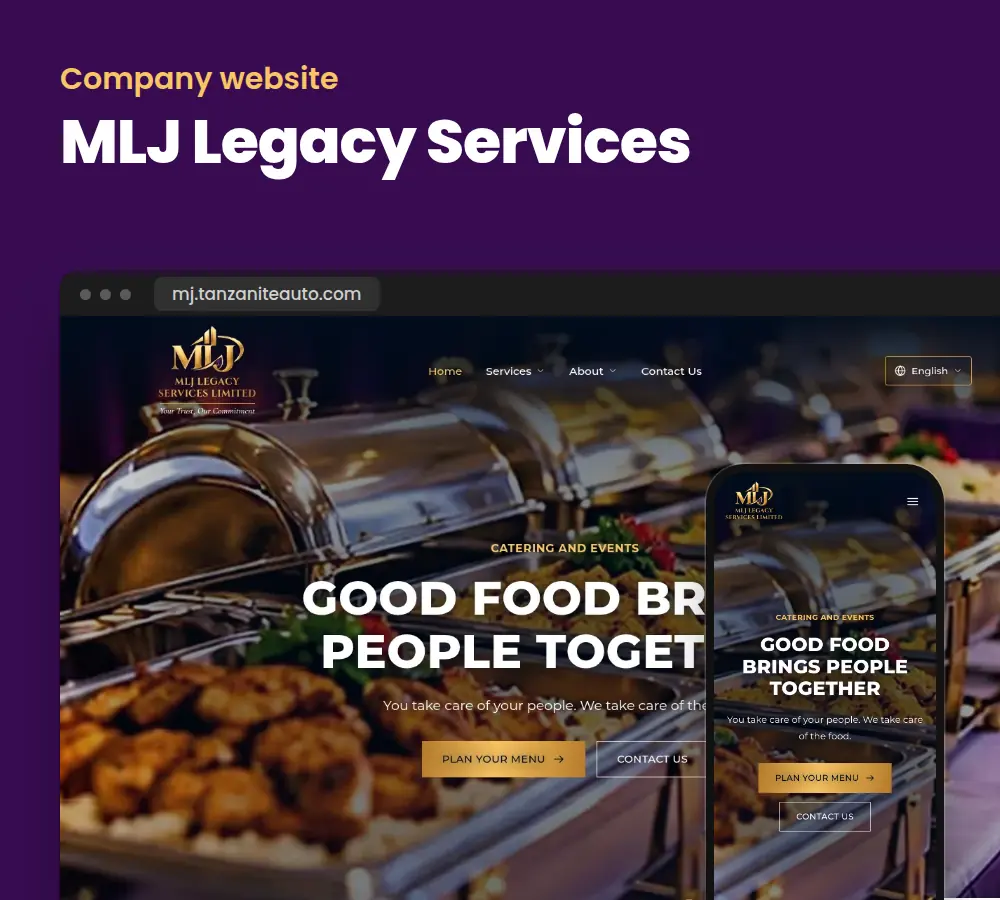 Company website
MLJ Legacy Services
mj.tanzaniteauto.com
MLJ
MLJ LEGACY
SERVICES LIMITED
Your Trust, Our Commitment
Home
Services
About
Contact Us
English
CATERING AND EVENTS
GOOD FOOD BR
PEOPLE TOGET
You take care of your people. We take care of the
PLAN YOUR MENU →
CONTACT US
MLJ
MLJ LEGACY
SERVICES LIMITED
CATERING AND EVENTS
GOOD FOOD
BRINGS PEOPLE
TOGETHER
You take care of your people. We take care
of the food.
PLAN YOUR MENU →
CONTACT US